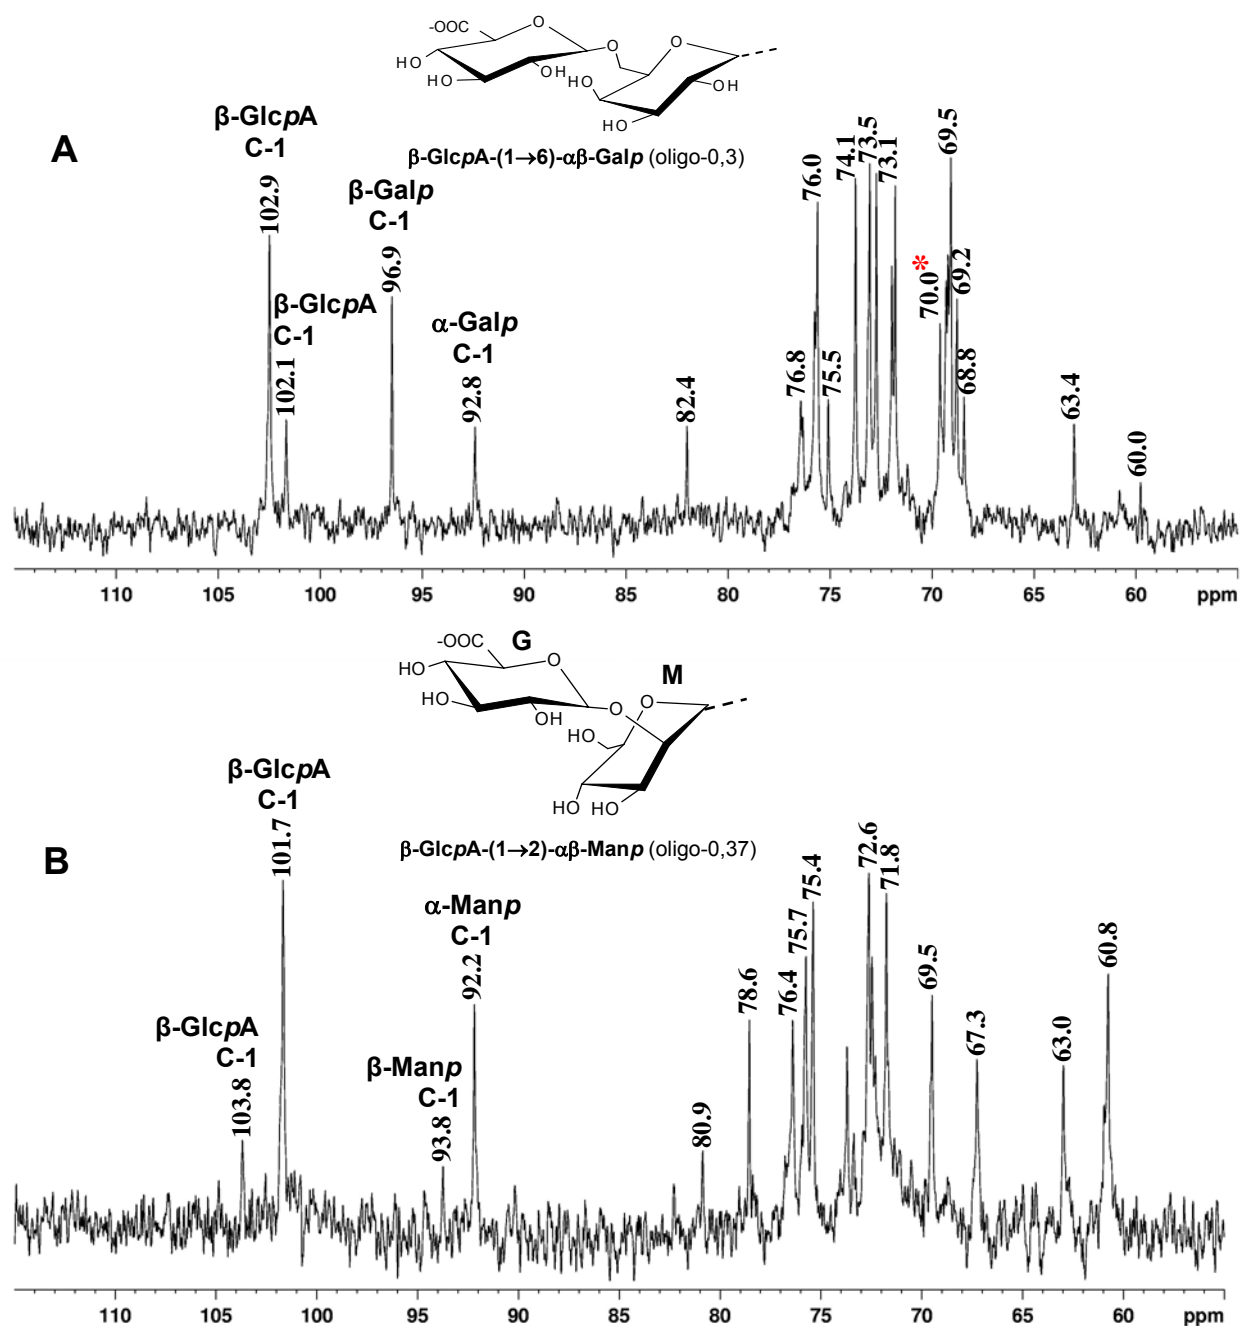 -OOC
O
HO
HO
OH
O
O
HO
HO
OH
A
β-GlcpA
C-1
102.9
β-GlcpA
C-1
102.1
β-Galp
C-1
96.9
α-Galp
C-1
92.8
β-GlcpA-(1→6)-αβ-Galp (oligo-0,3)
82.4
76.8
76.0
75.5
74.1
73.5
73.1
70.0
*
69.5
69.2
68.8
63.4
60.0
110 105 100 95 90 85 80 75 70 65 60 ppm
-OOC
G
O
HO
HO
OH
O
M
O
HO
HO
HO
B
β-GlcpA
C-1
103.8
β-GlcpA
C-1
101.7
β-Manp
C-1
93.8
α-Manp
C-1
92.2
β-GlcpA-(1→2)-αβ-Manp (oligo-0,37)
80.9
78.6
76.4
75.7
75.4
72.6
71.8
69.5
67.3
63.0
60.8
110 105 100 95 90 85 80 75 70 65 60 ppm